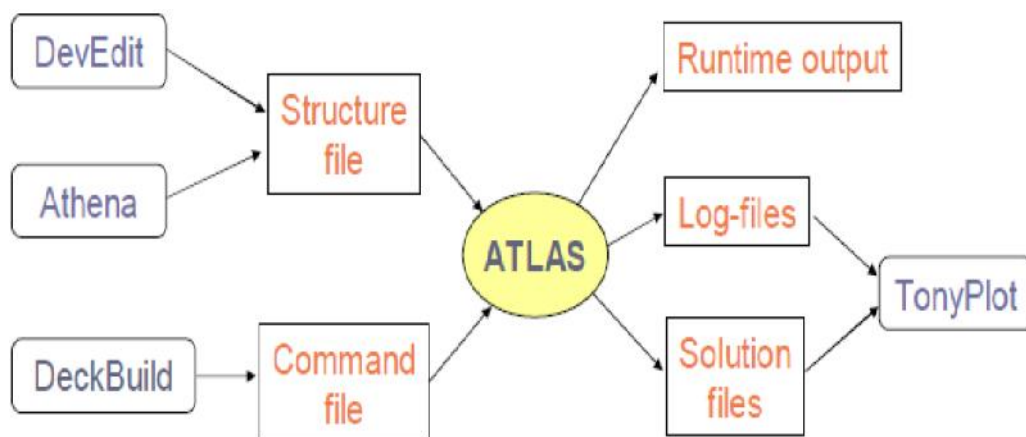 DevEdit
Athena
DeckBuild
Structure
file
Command
file
ATLAS
Runtime output
Log-files
Solution
files
TonyPlot